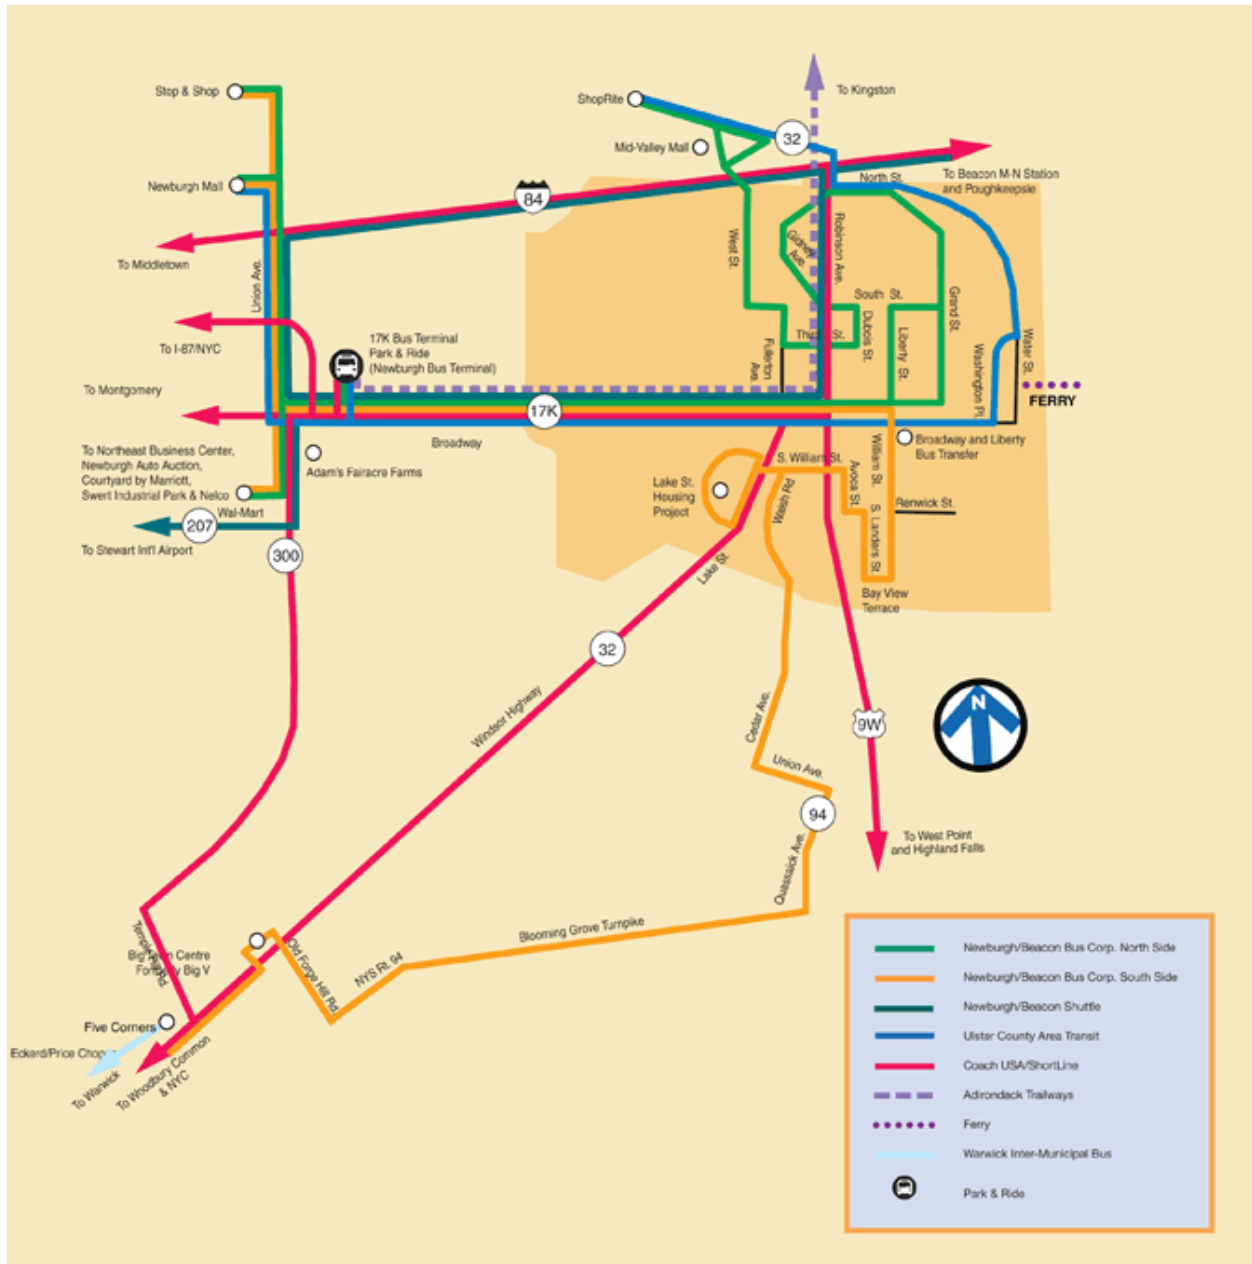 To Kingston
Stop & Shop
ShopRite
32
Mid-Valley Mall
To Beacon M-N Station
and Poughkeepsie
North St.
Newburgh Mall
84
To Middletown
Union Ave.
West St.
Gidney
Ave.
Robinson Ave.
South St.
Grand St.
Dubois St.
Liberty St.
Third St.
Fullerton
Ave.
Washington Pl.
Water St.
To I-87/NYC
17K Bus Terminal
Park & Ride
(Newburgh Bus Terminal)
To Montgomery
FERRY
17K
Broadway
Broadway and Liberty
Bus Transfer
To Northeast Business Center,
Newburgh Auto Auction,
Courtyard by Marriott,
Swert Industrial Park & Nelco
Adam's Fairacre Farms
Wal-Mart
207
To Stewart Int'l Airport
300
Lake St.
Housing
Project
S. William St.
William St.
Avoca St.
Walsh Rd
Renwick St.
S. Landers St.
Bay View
Terrace
Lake St.
32
Windsor Highway
Cedar Ave.
Union Ave.
9W
N
94
To West Point
and Highland Falls
Quassaick Ave.
Blooming Grove Turnpike
NYS Rt. 94
Old Forge Hill Rd.
Centre
Big V
Five Corners
Eckerd/Price
To Warwick
To Woodbury Common
& NYC
Newburgh/Beacon Bus Corp. North Side
Newburgh/Beacon Bus Corp. South Side
Newburgh/Beacon Shuttle
Ulster County Area Transit
Coach USA/ShortLine
Adirondack Trailways
Ferry
Warwick Inter-Municipal Bus
Park & Ride